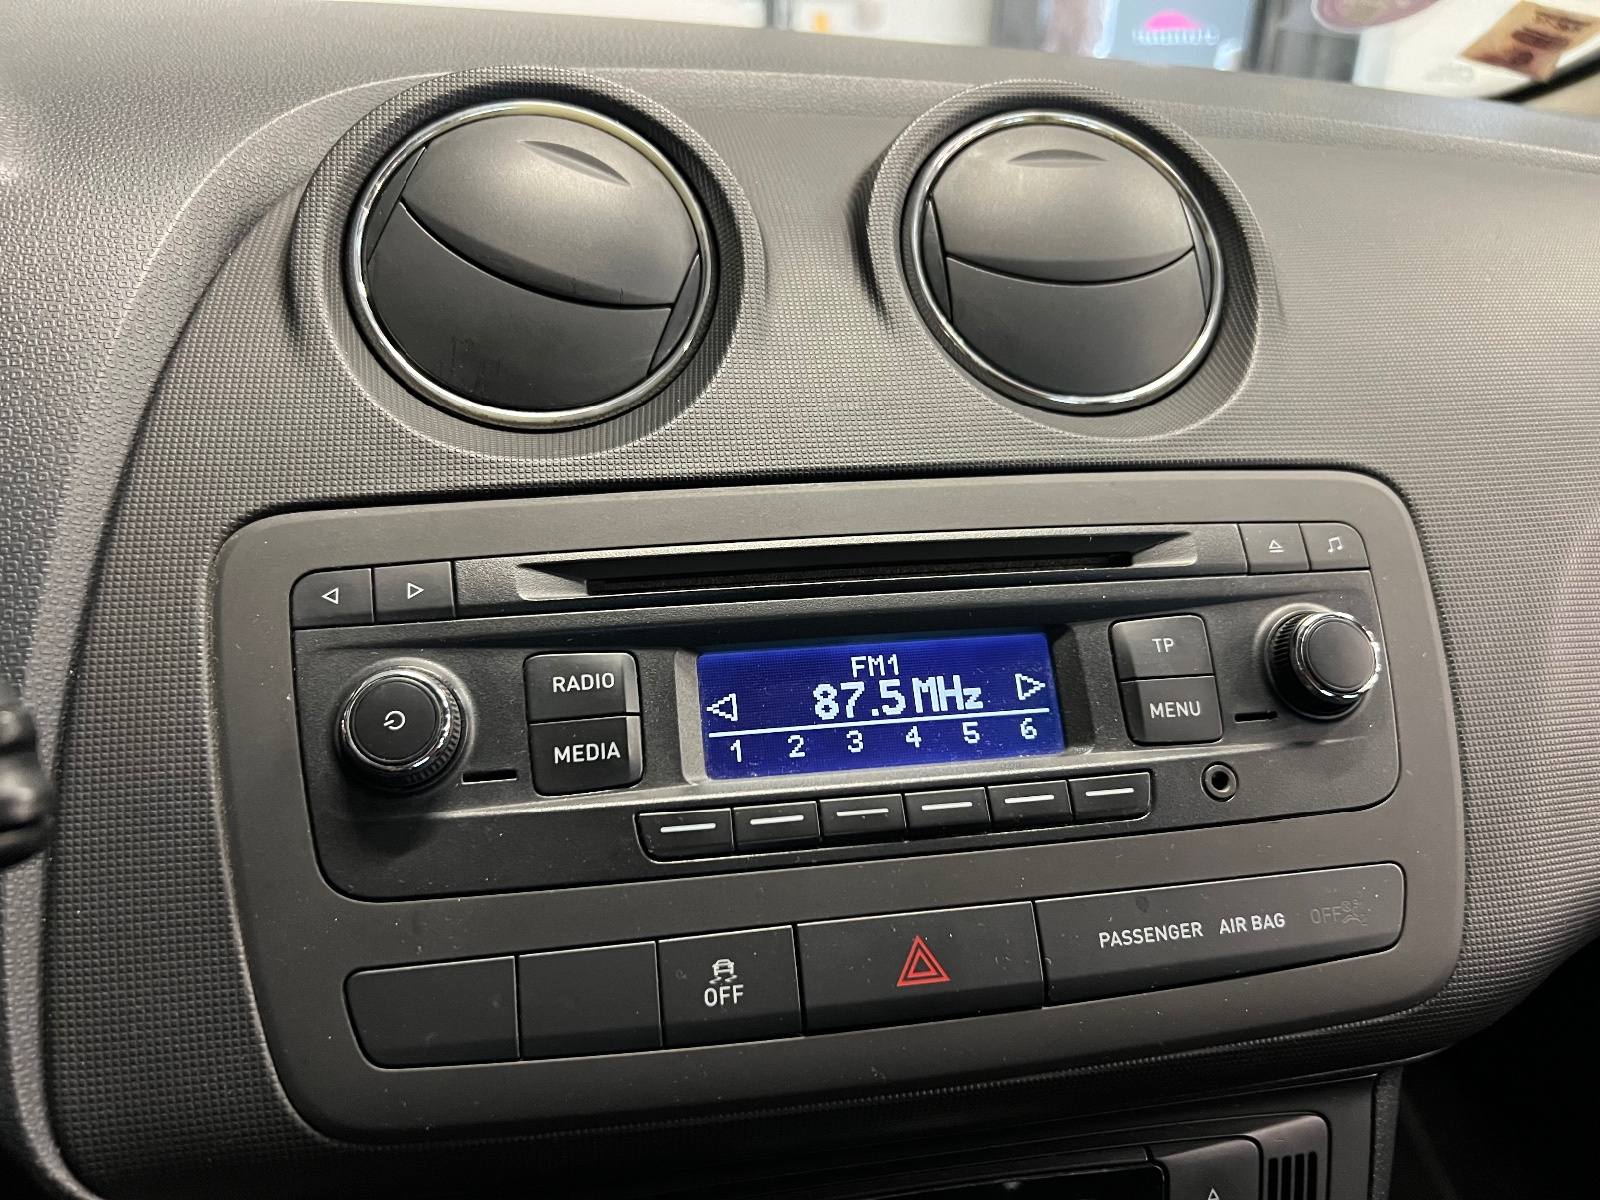 RADIO
MEDIA
FM1
87.5 MHz
1 2 3 4 5 6
TP
MENU
OFF
PASSENGER AIR BAG OFF